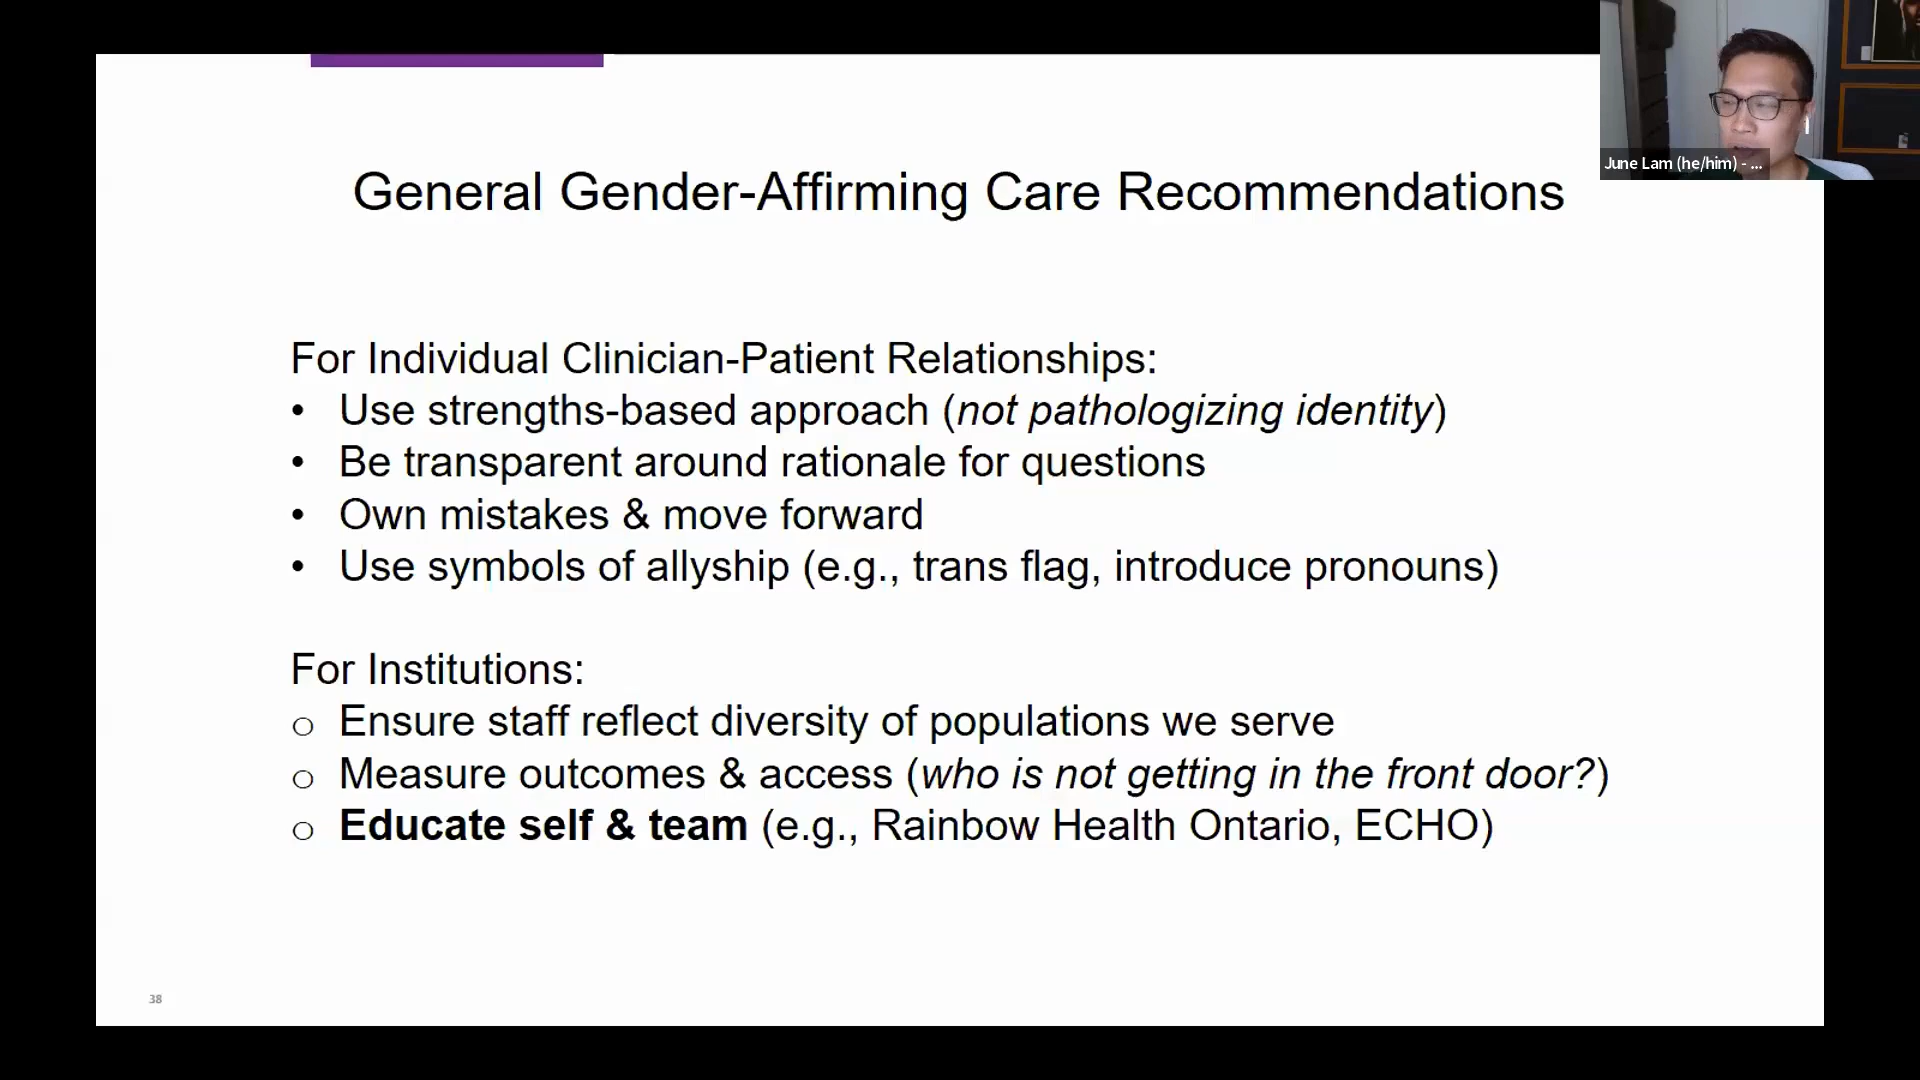 June Lam (he/him) - ...
General Gender-Affirming Care Recommendations
For Individual Clinician-Patient Relationships:
• Use strengths-based approach (not pathologizing identity)
• Be transparent around rationale for questions
• Own mistakes & move forward
• Use symbols of allyship (e.g., trans flag, introduce pronouns)
For Institutions:
o Ensure staff reflect diversity of populations we serve
o Measure outcomes & access (who is not getting in the front door?)
o Educate self & team (e.g., Rainbow Health Ontario, ECHO)
38